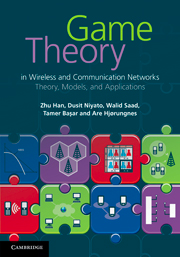 Game
Theory
in Wireless and Communication Networks
Theory, Models, and Applications
Zhu Han, Dusit Niyato, Walid Saad,
Tamer Başar and Are Hjørungnes
CAMBRIDGE